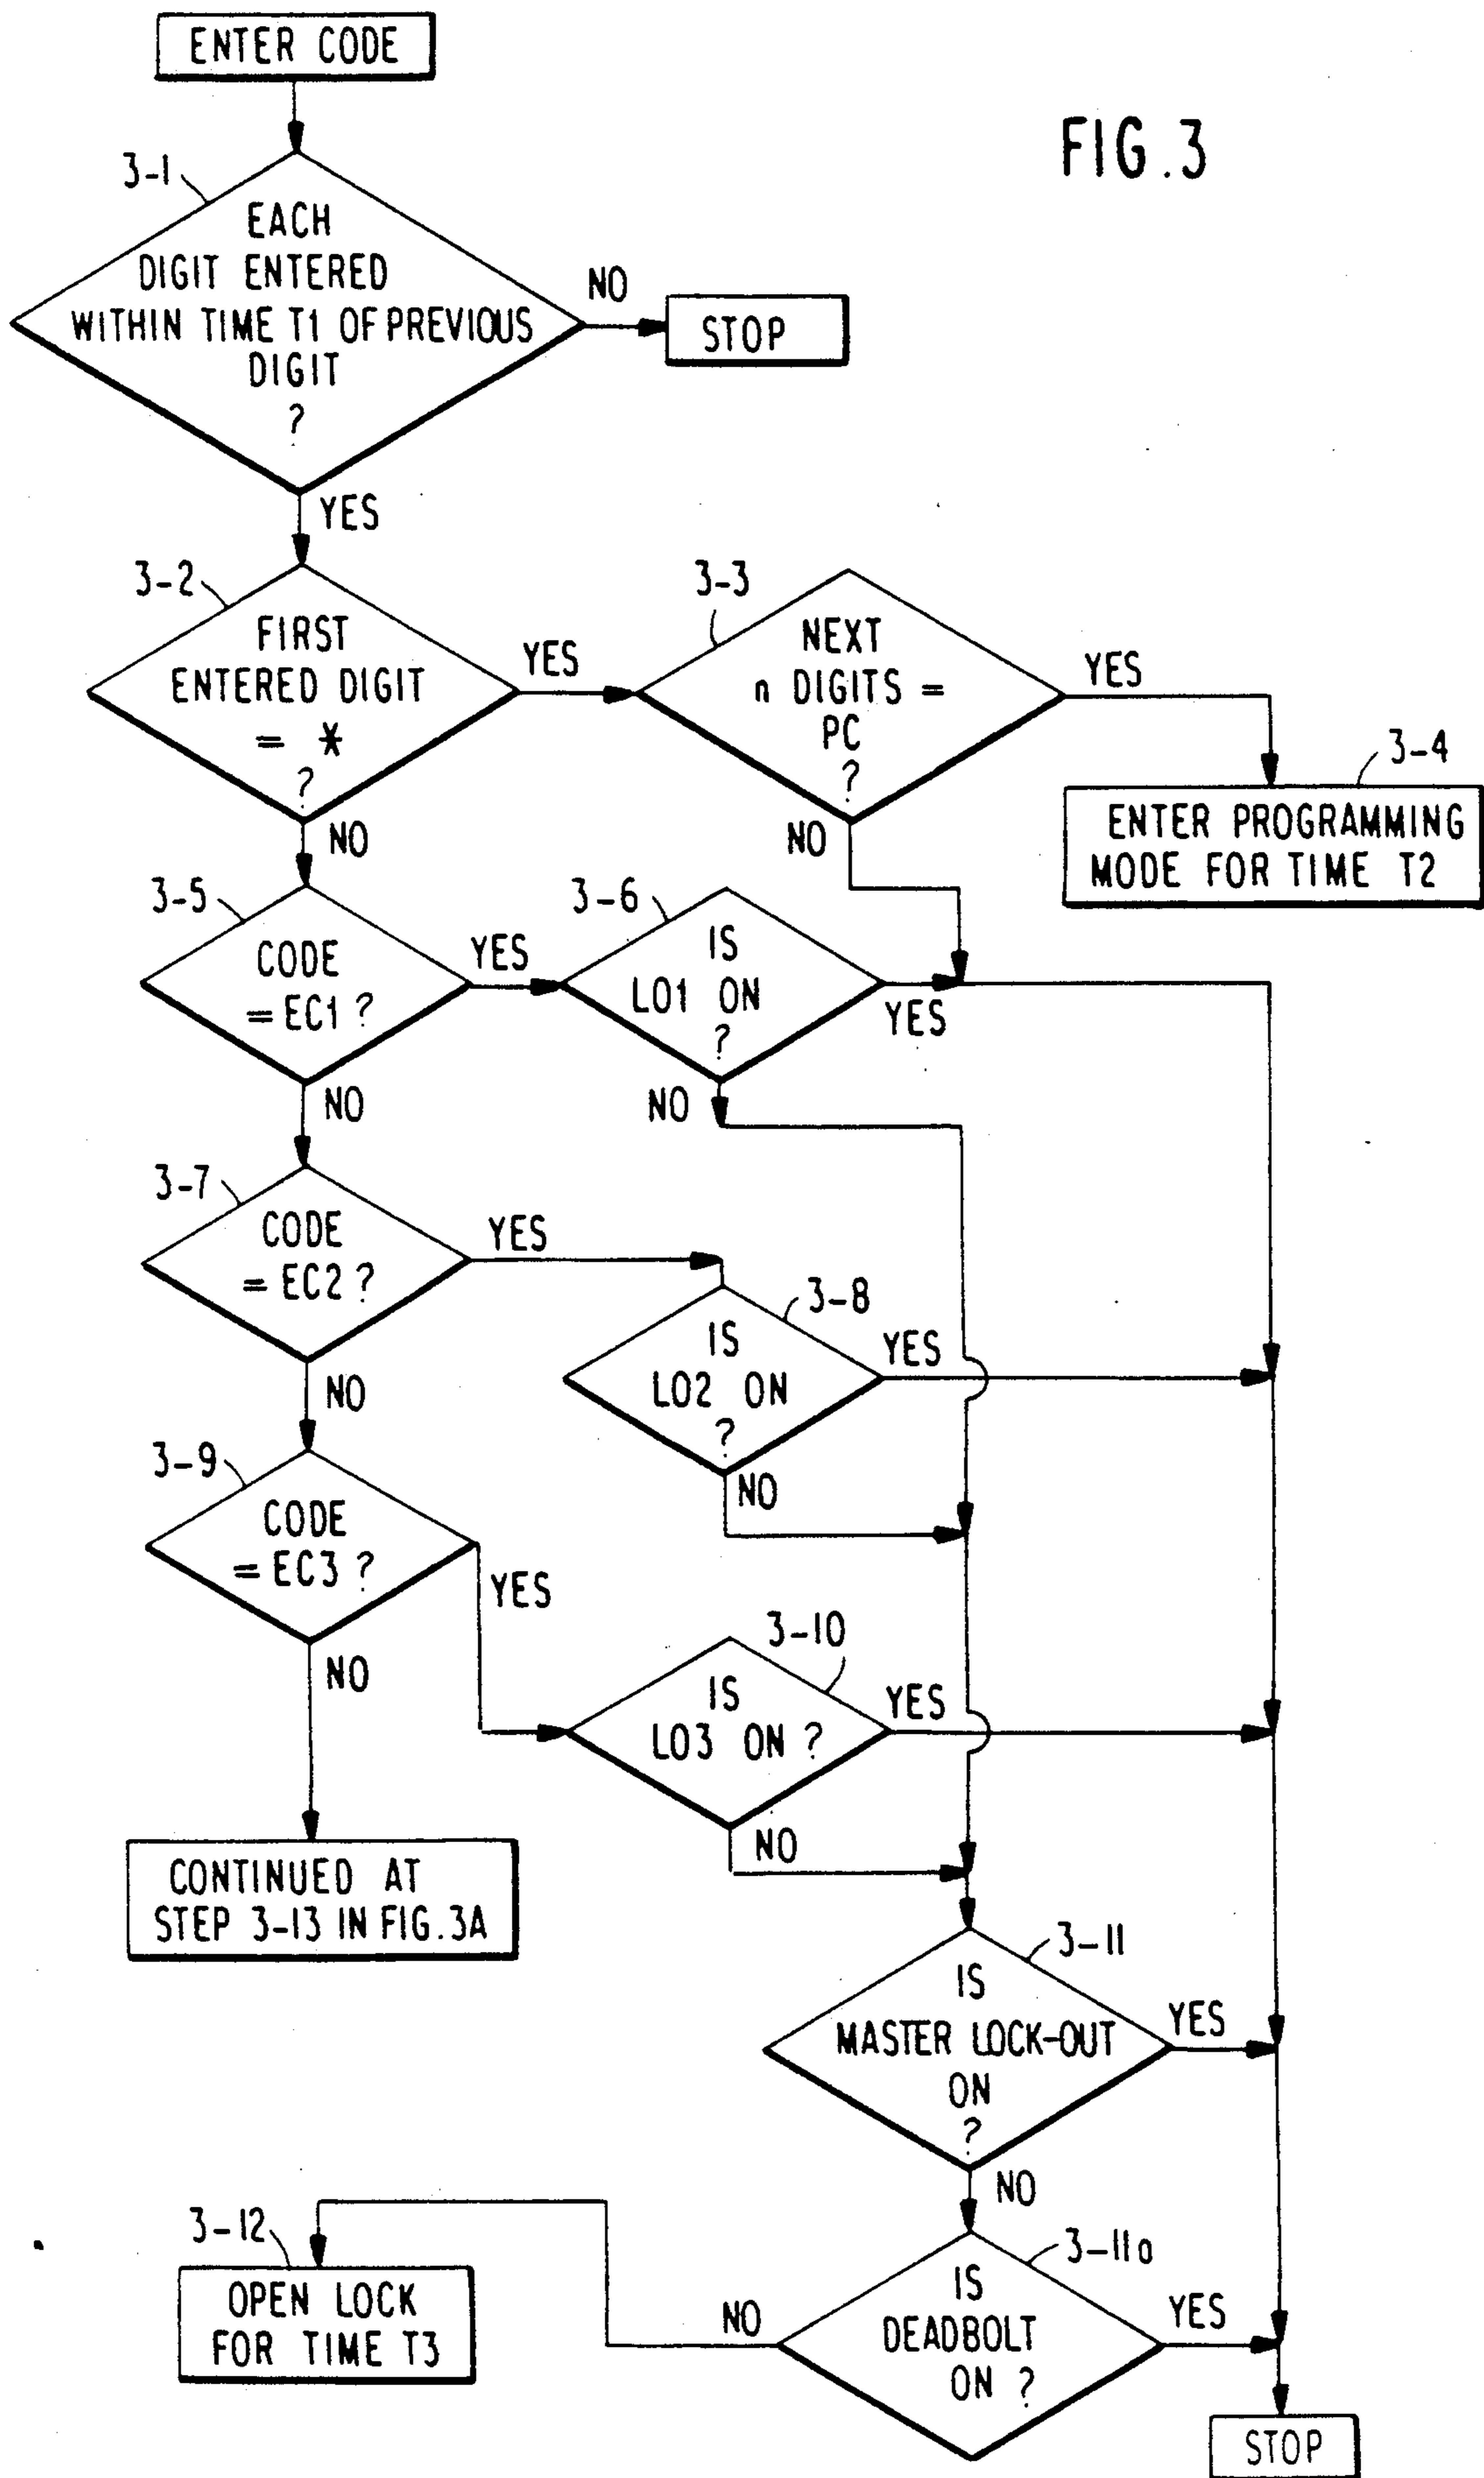 ENTER CODE
FIG.3
3-1
EACH
DIGIT ENTERED
WITHIN TIME T1 OF PREVIOUS
DIGIT
?
NO
STOP
YES
3-2
FIRST
ENTERED DIGIT
= *
?
YES
3-3
NEXT
n DIGITS =
PC
?
YES
3-4
ENTER PROGRAMMING
MODE FOR TIME T2
NO
NO
3-5
CODE
= EC1 ?
YES
3-6
IS
LO1 ON
?
YES
NO
NO
3-7
CODE
= EC2 ?
YES
3-8
IS
LO2 ON
?
YES
NO
NO
3-9
CODE
= EC3 ?
YES
3-10
IS
LO3 ON ?
YES
NO
NO
CONTINUED AT
STEP 3-13 IN FIG.3A
3-11
IS
MASTER LOCK-OUT
ON
?
YES
NO
3-11a
IS
DEADBOLT
ON ?
YES
NO
3-12
OPEN LOCK
FOR TIME T3
STOP